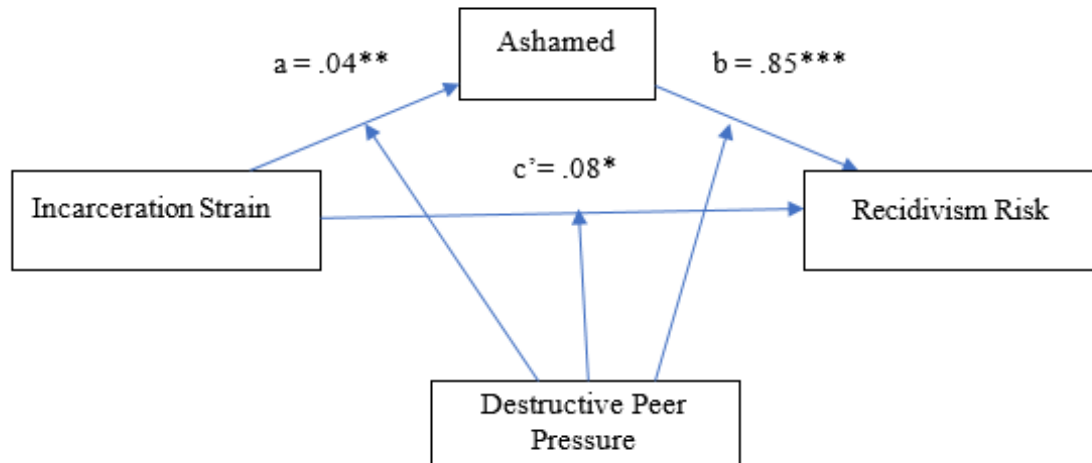 Ashamed
a = .04**
b = .85***
c’= .08*
Incarceration Strain
Recidivism Risk
Destructive Peer
Pressure